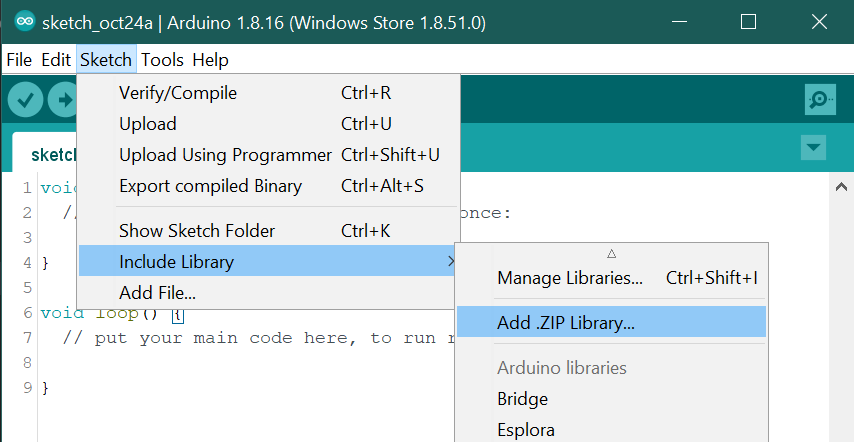 sketch_oct24a | Arduino 1.8.16 (Windows Store 1.8.51.0)
File Edit Sketch Tools Help
Verify/Compile Ctrl+R
Upload Ctrl+U
Upload Using Programmer Ctrl+Shift+U
Export compiled Binary Ctrl+Alt+S
Show Sketch Folder Ctrl+K
Include Library
Add File...
Manage Libraries... Ctrl+Shift+I
Add .ZIP Library...
Arduino libraries
Bridge
Esplora
sketch
1 void
2 // once:
3
4 }
5
6 void loop() {
7 // put your main code here, to run
8
9 }